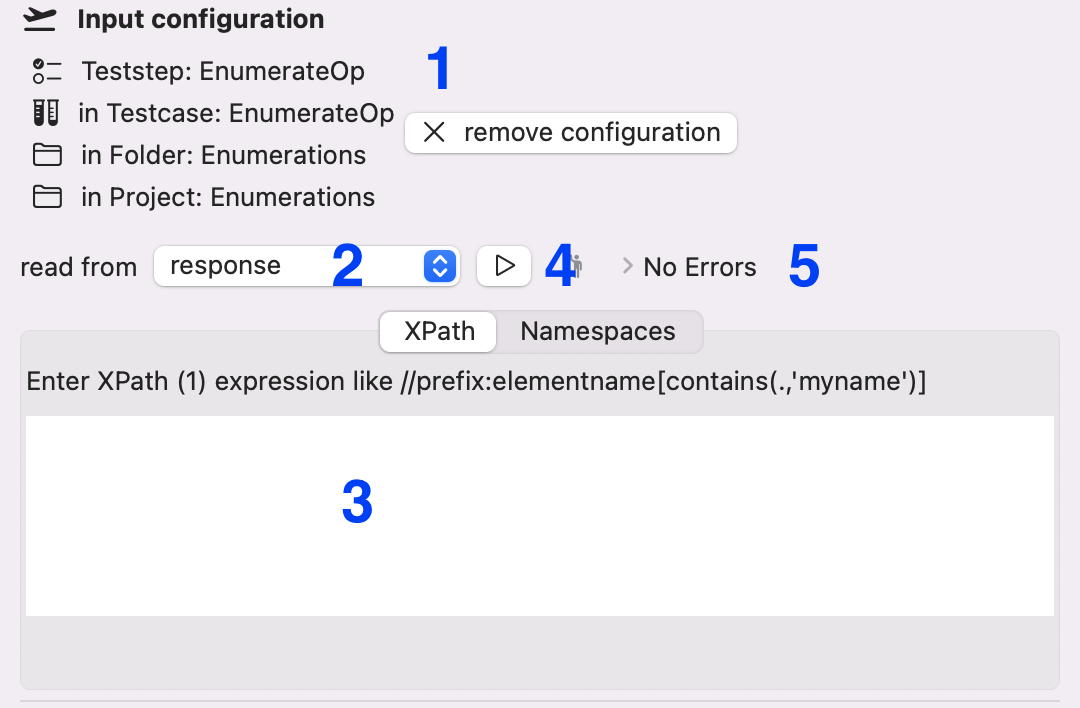 Input configuration
Teststep: EnumerateOp
1
in Testcase: EnumerateOp
remove configuration
in Folder: Enumerations
in Project: Enumerations
read from response 2 4 No Errors 5
XPath Namespaces
Enter XPath (1) expression like //prefix:elementname[contains(.,'myname')]
3